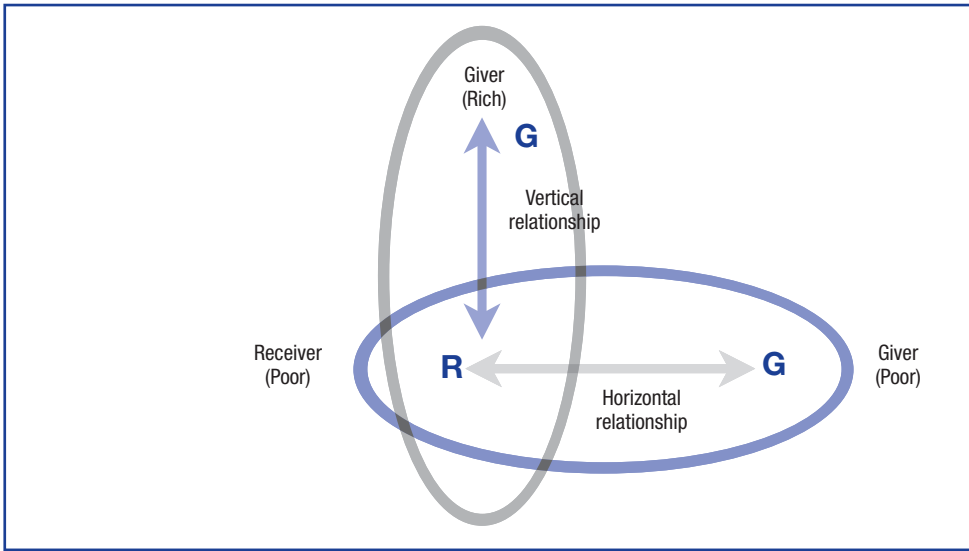 Giver
(Rich)
G
Vertical
relationship
Receiver
(Poor)
R
G
Giver
(Poor)
Horizontal
relationship